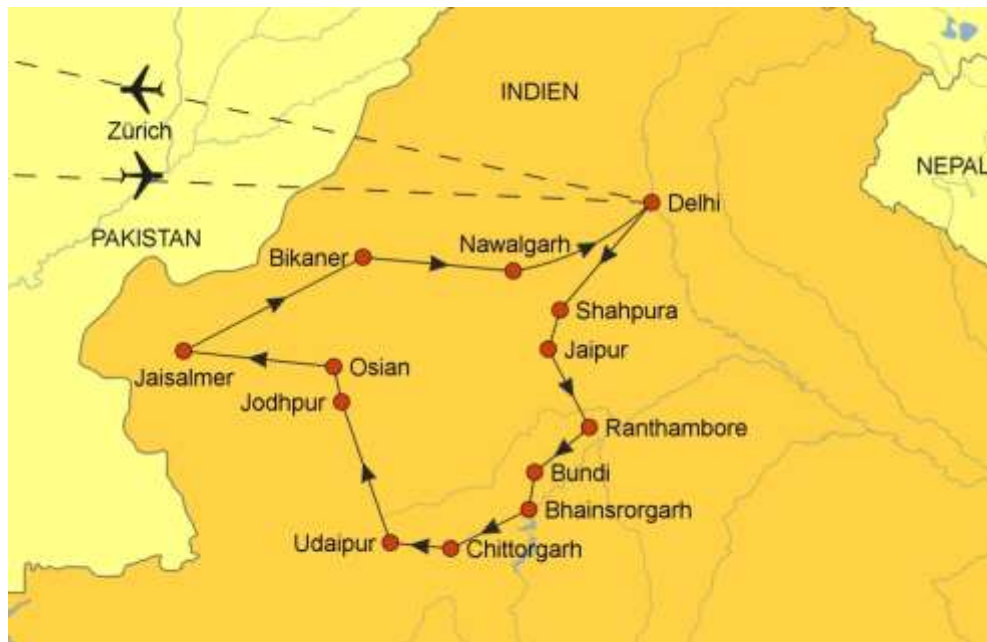 INDIEN
Zürich
NEPAL
Delhi
PAKISTAN
Nawalgarh
Bikaner
Shahpura
Jaipur
Osian
Jaisalmer
Jodhpur
Ranthambore
Bundi
Bhainsrorgarh
Udaipur
Chittorgarh